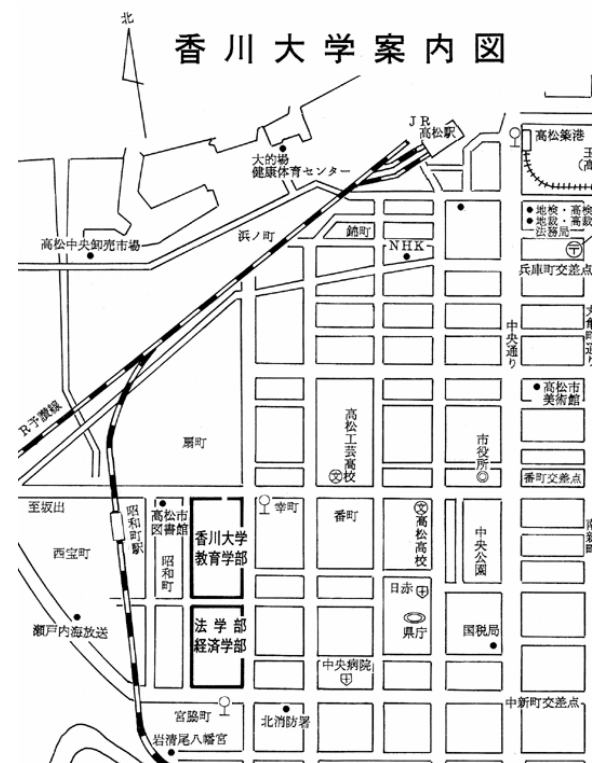 北
香川大学案内図
JR
高松駅
高松築港
大的場
健康体育センター
地検・高検
地裁・高裁
法務局
浜ノ町
錦町
NHK
高松中央卸売市場
兵庫町交差点
中央通り
高松市
美術館
R予讃線
高松工芸高校
文
市役所
扇町
番町交差点
至坂出
昭和町駅
高松市
図書館
昭和町
香川大学
教育学部
幸町
番町
文
高松高校
中央公園
南新町
西宝町
日赤
瀬戸内海放送
法学部
経済学部
県庁
国税局
中央病院
中新町交差点
宮脇町
北消防署
岩清尾八幡宮